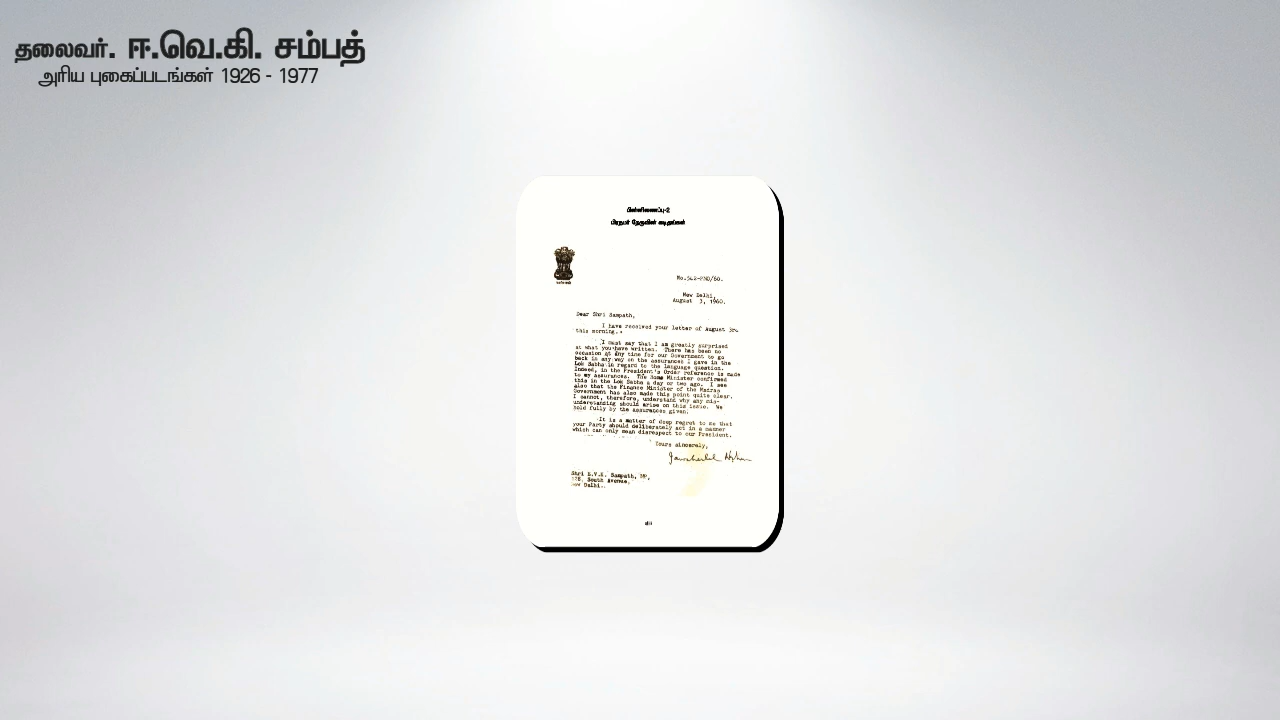 தலைவர். ஈ.வெ.கி. சம்பத்
அரிய புகைப்படங்கள் 1926 - 1977
பின்னிணைப்பு-2
பிரதமர் நேருவின் கடிதங்கள்
New Delhi,
August 3, 1960.
Dear Shri Sampath,
I have received your letter of August 3rd
this morning.
I must say that I am greatly surprised
at what you have written. There has been no
occasion at any time for our Government to go
back in any way on the assurances I gave in the
Lok Sabha in regard to the language question.
Indeed, in the President's Order reference is made
to my assurances. The Home Minister confirmed
this in the Lok Sabha a day or two ago. I see
also that the Finance Minister of the Madras
Government has also made this point quite clear.
I cannot, therefore, understand why any mis-
understanding should arise on this issue. We
hold fully by the assurances given.
It is a matter of deep regret to me that
your Party should deliberately act in a manner
which can only mean disrespect to our President.
Yours sincerely,
Jawaharlal Nehru
Shri E.V.K. Sampath, MP,
South Avenue,
New Delhi.